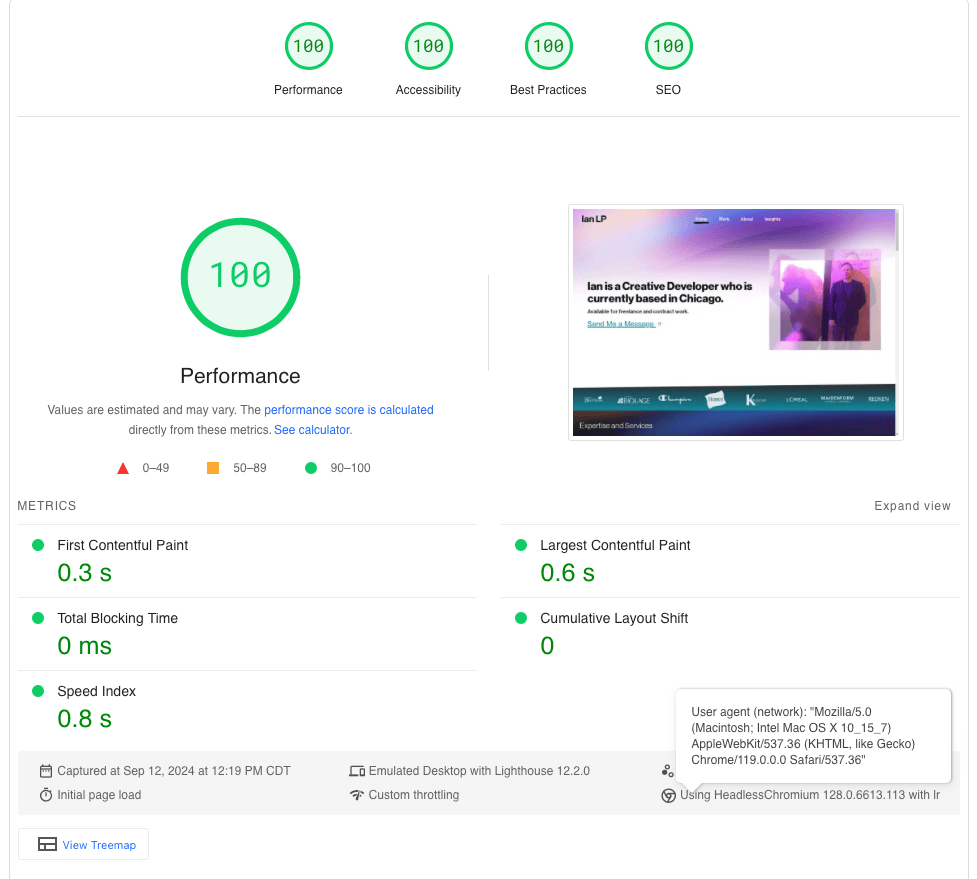 100 100 100 100
Performance Accessibility Best Practices SEO
100
Performance
Values are estimated and may vary. The performance score is calculated
directly from these metrics. See calculator.
0–49 50–89 90–100
Ian LP
Home Work About Insights
Ian is a Creative Developer who is
currently based in Chicago.
Available for freelance and contract work.
Send Me a Message
BIOLAGE Champion Hanes L'OREAL MAIDENFORM REDKEN
Expertise and Services
METRICS Expand view
First Contentful Paint
0.3 s
Largest Contentful Paint
0.6 s
Total Blocking Time
0 ms
Cumulative Layout Shift
0
Speed Index
0.8 s
User agent (network): "Mozilla/5.0
(Macintosh; Intel Mac OS X 10_15_7)
AppleWebKit/537.36 (KHTML, like Gecko)
Chrome/119.0.0.0 Safari/537.36"
Captured at Sep 12, 2024 at 12:19 PM CDT
Emulated Desktop with Lighthouse 12.2.0
Initial page load
Custom throttling
Using HeadlessChromium 128.0.6613.113 with lr
View Treemap